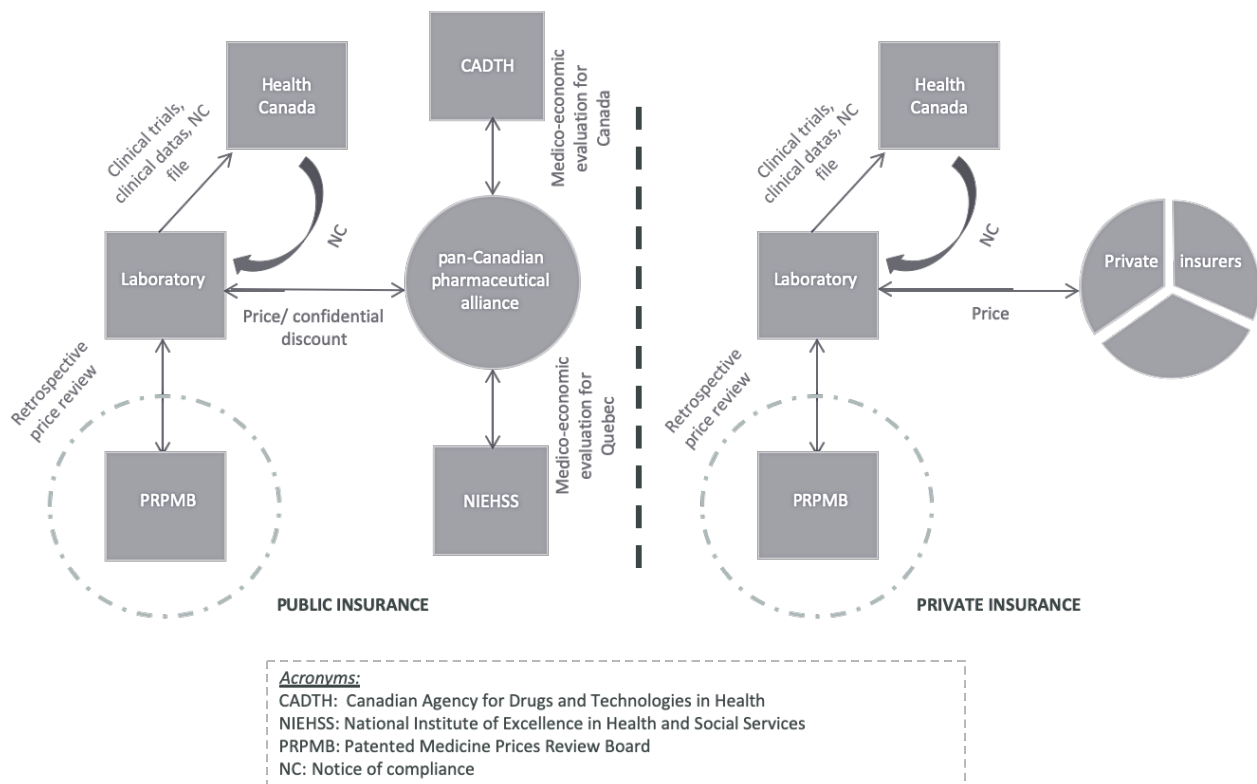 Health
Canada
Clinical trials,
clinical datas, NC
file
NC
Laboratory
CADTH
Medico-economic
evaluation for
Canada
pan-Canadian
pharmaceutical
alliance
Price/ confidential
discount
Retrospective
price review
PRPMB
NIEHSS
Medico-economic
evaluation for
Quebec
PUBLIC INSURANCE
Health
Canada
Clinical trials,
clinical datas, NC
file
NC
Laboratory
Private insurers
Price
Retrospective
price review
PRPMB
PRIVATE INSURANCE
Acronyms:
CADTH: Canadian Agency for Drugs and Technologies in Health
NIEHSS: National Institute of Excellence in Health and Social Services
PRPMB: Patented Medicine Prices Review Board
NC: Notice of compliance